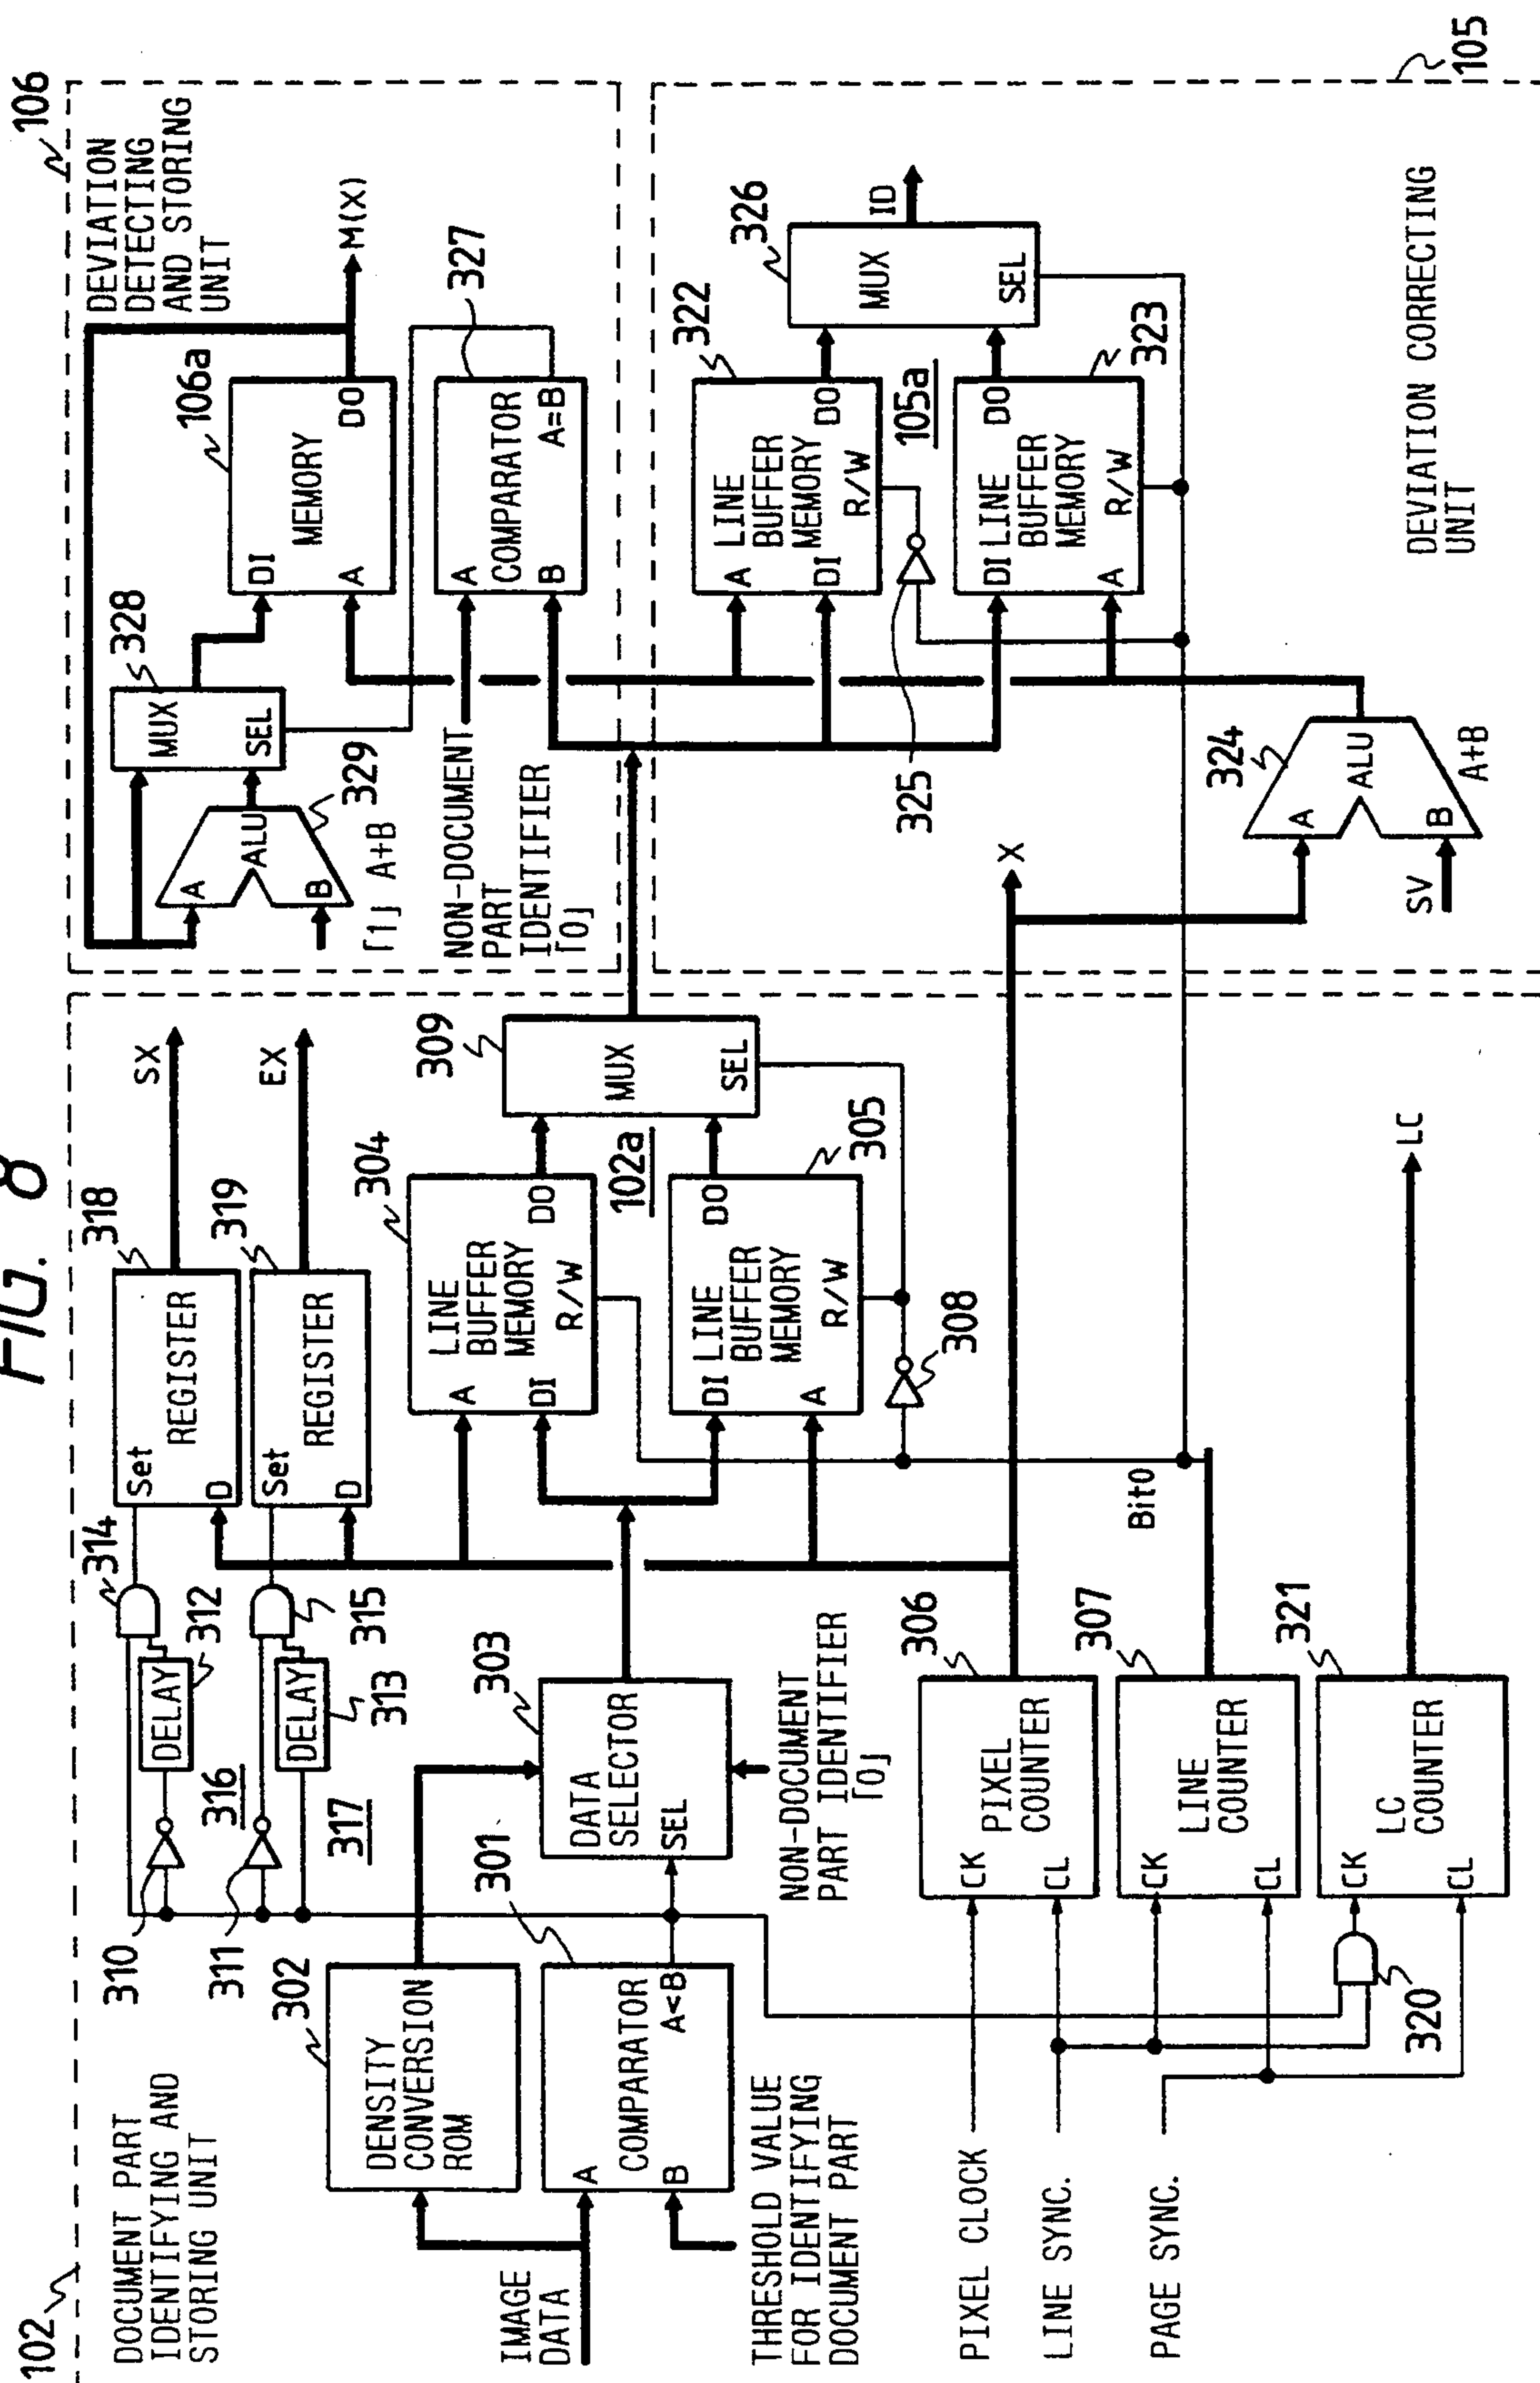 FIG. 8
102
DOCUMENT PART
IDENTIFYING AND
STORING UNIT
310
311
316
317
DELAY
312
DELAY
313
314
315
Set
REGISTER
D
318
SX
Set
REGISTER
D
319
EX
302
DENSITY
CONVERSION
ROM
301
A
COMPARATOR
B
A<B
IMAGE
DATA
THRESHOLD VALUE
FOR IDENTIFYING
DOCUMENT PART
303
DATA
SELECTOR
SEL
NON-DOCUMENT
PART IDENTIFIER
「0」
304
A
LINE
BUFFER
MEMORY
DI
DO
R/W
102a
305
DI
LINE
BUFFER
MEMORY
A
DO
R/W
308
309
MUX
SEL
PIXEL CLOCK
LINE SYNC.
PAGE SYNC.
306
CK
PIXEL
COUNTER
CL
X
307
CK
LINE
COUNTER
CL
Bit0
320
321
CK
LC
COUNTER
CL
LC
106
DEVIATION
DETECTING
AND STORING
UNIT
A
ALU
B
329
「1」 A+B
328
MUX
SEL
106a
DI
MEMORY
A
DO
M(X)
NON-DOCUMENT
PART
IDENTIFIER
「0」
327
A
COMPARATOR
B
A=B
105
DEVIATION CORRECTING
UNIT
322
A
LINE
BUFFER
MEMORY
DI
DO
R/W
105a
325
323
DI
LINE
BUFFER
MEMORY
A
DO
R/W
326
MUX
SEL
ID
324
A
ALU
B
A+B
SV